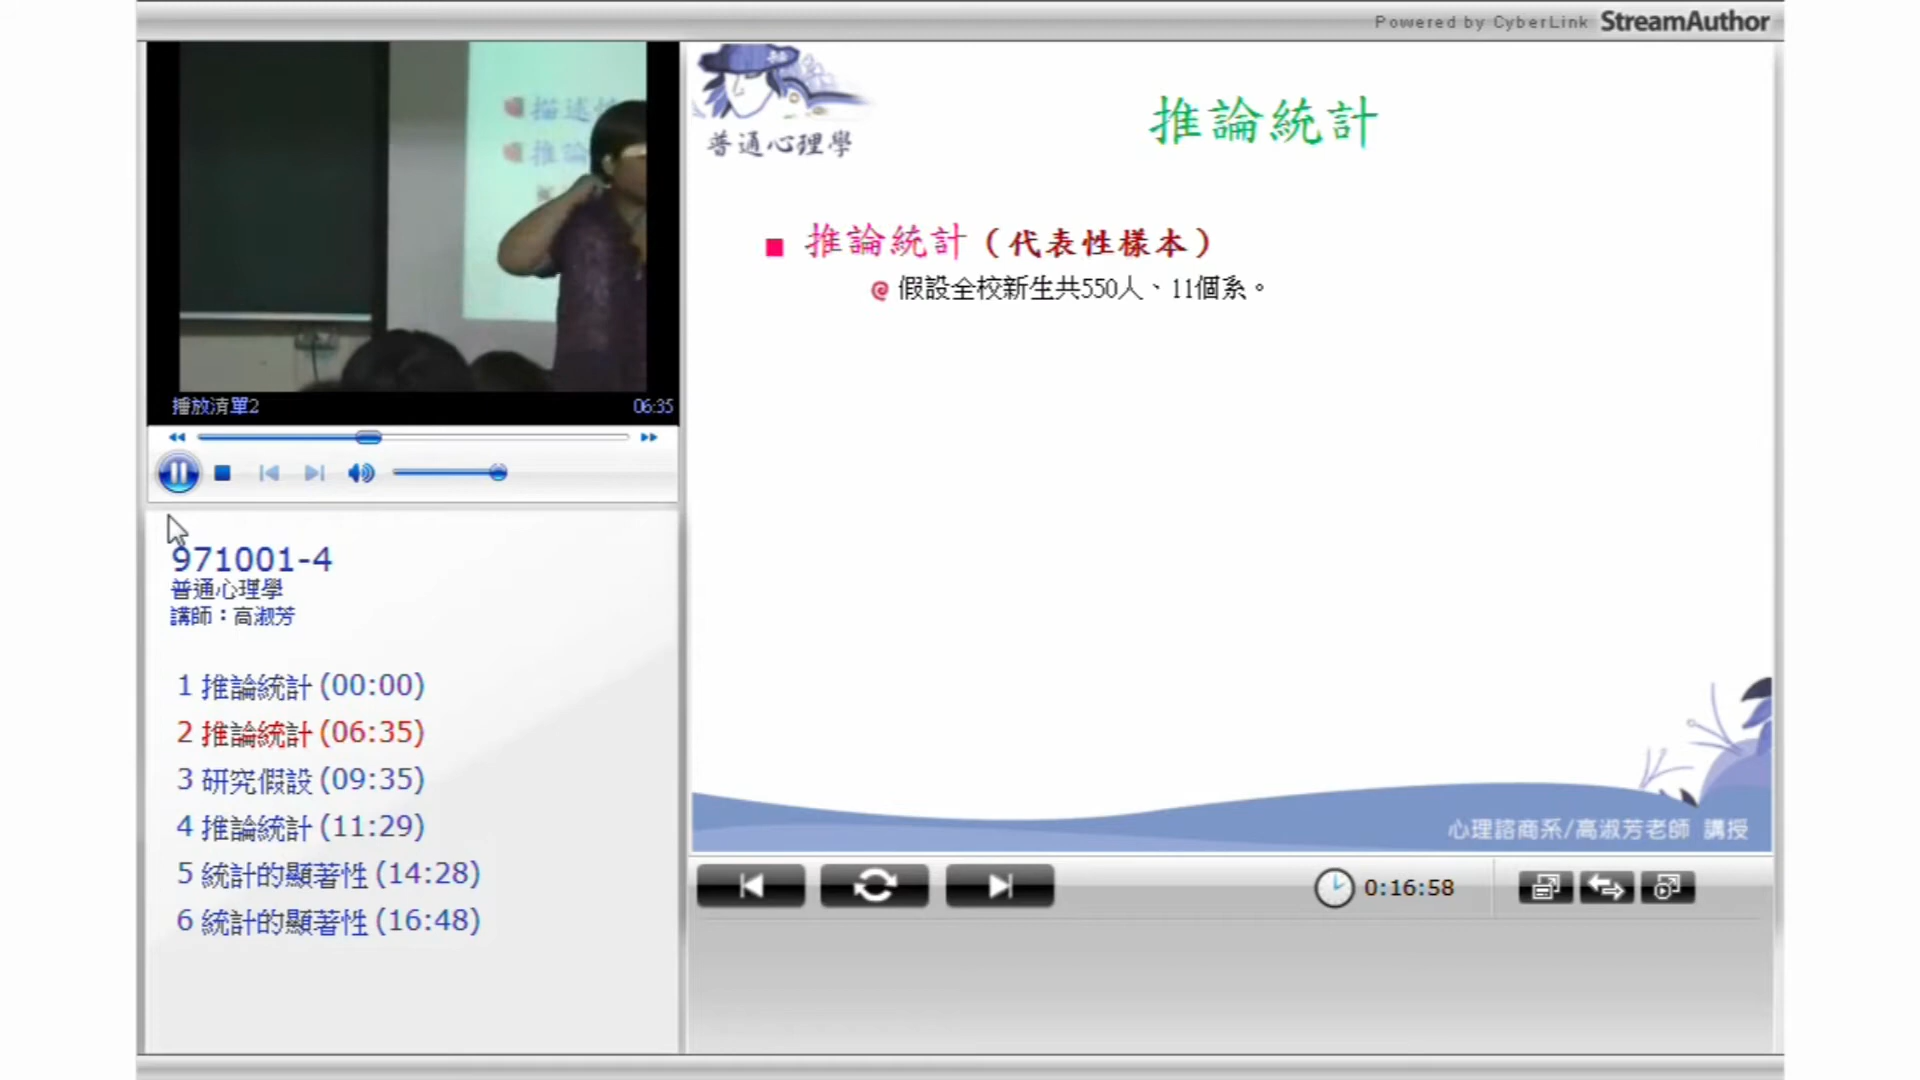 Powered by CyberLink StreamAuthor
描述
推論
播放清單2
06:35
971001-4
普通心理學
講師：高淑芳
1 推論統計 (00:00)
2 推論統計 (06:35)
3 研究假設 (09:35)
4 推論統計 (11:29)
5 統計的顯著性 (14:28)
6 統計的顯著性 (16:48)
普通心理學
推論統計
推論統計（代表性樣本）
假設全校新生共550人、11個系。
心理諮商系/高淑芳老師 講授
0:16:58